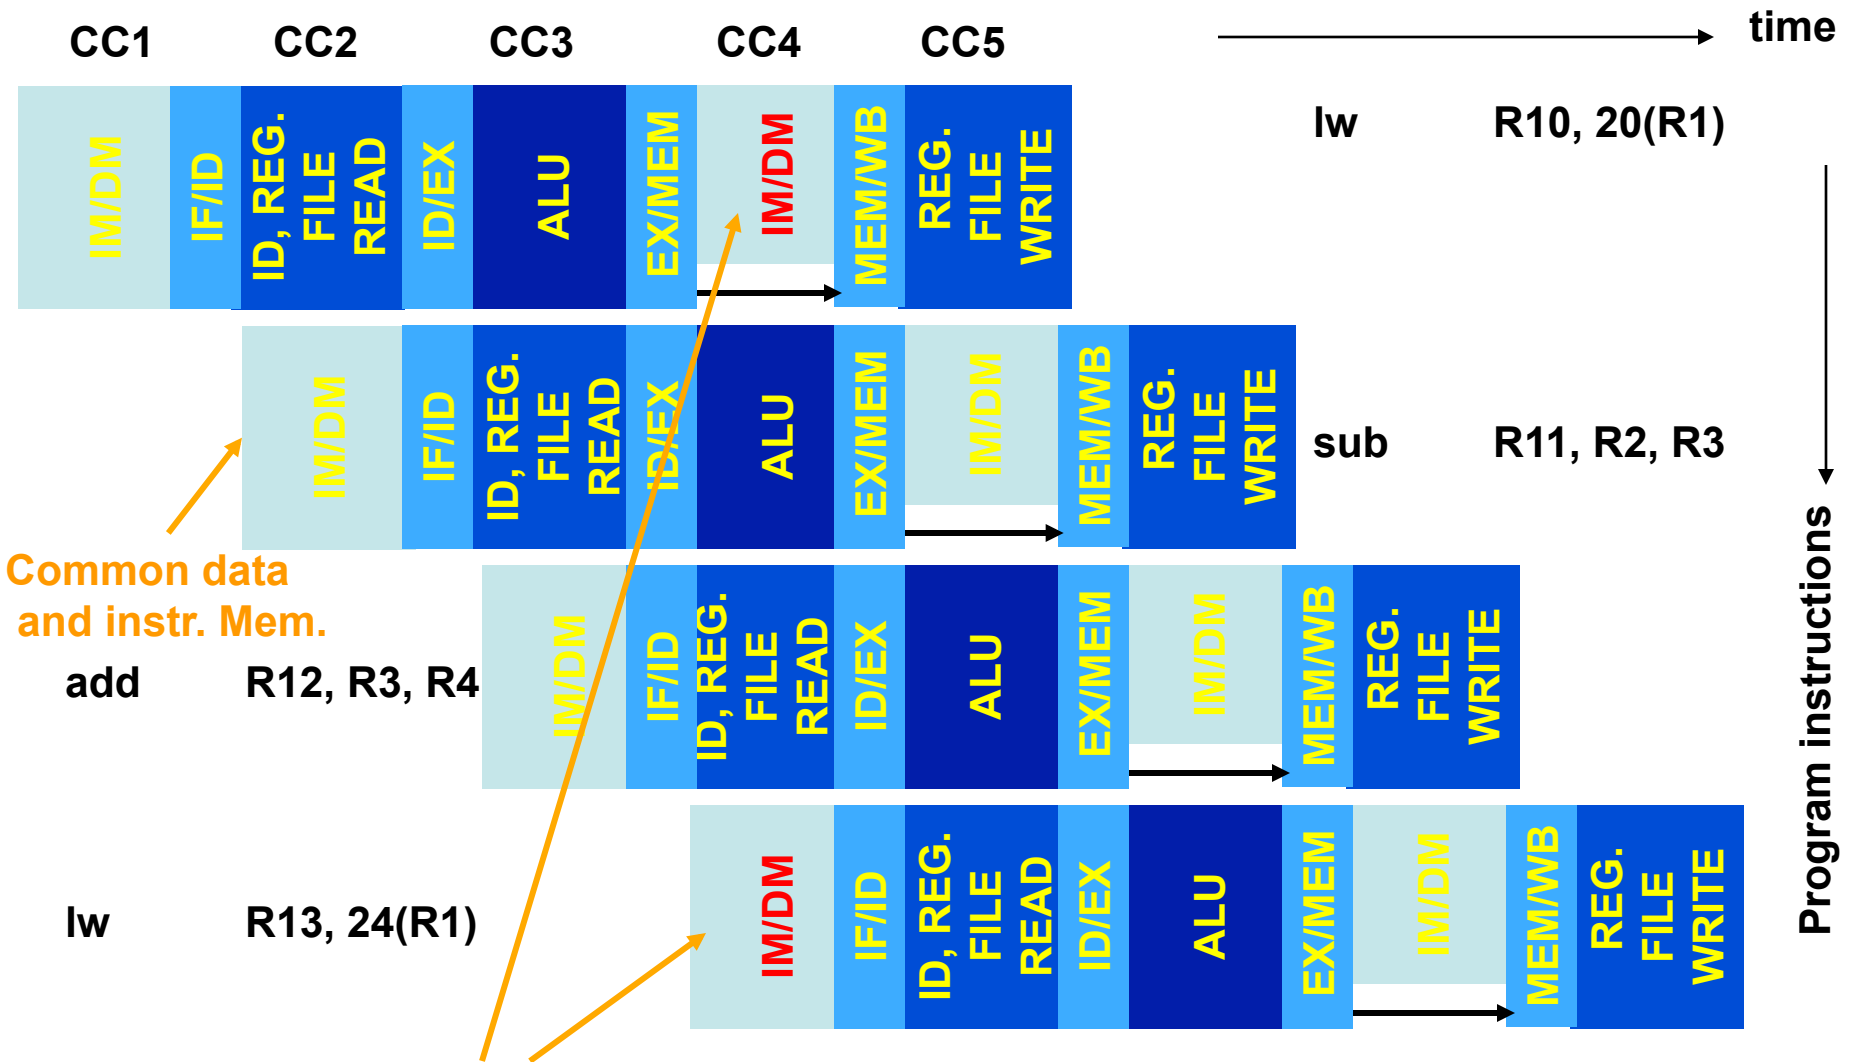 CC1 CC2 CC3 CC4 CC5 time
IM/DM
IF/ID
ID, REG.
FILE
READ
ID/EX
ALU
EX/MEM
IM/DM
MEM/WB
REG.
FILE
WRITE
lw R10, 20(R1)
IM/DM
IF/ID
ID, REG.
FILE
READ
ID/EX
ALU
EX/MEM
IM/DM
MEM/WB
REG.
FILE
WRITE
sub R11, R2, R3
Common data
and instr. Mem.
add R12, R3, R4
IM/DM
IF/ID
ID, REG.
FILE
READ
ID/EX
ALU
EX/MEM
IM/DM
MEM/WB
REG.
FILE
WRITE
lw R13, 24(R1)
IM/DM
IF/ID
ID, REG.
FILE
READ
ID/EX
ALU
EX/MEM
IM/DM
MEM/WB
REG.
FILE
WRITE
Program instructions